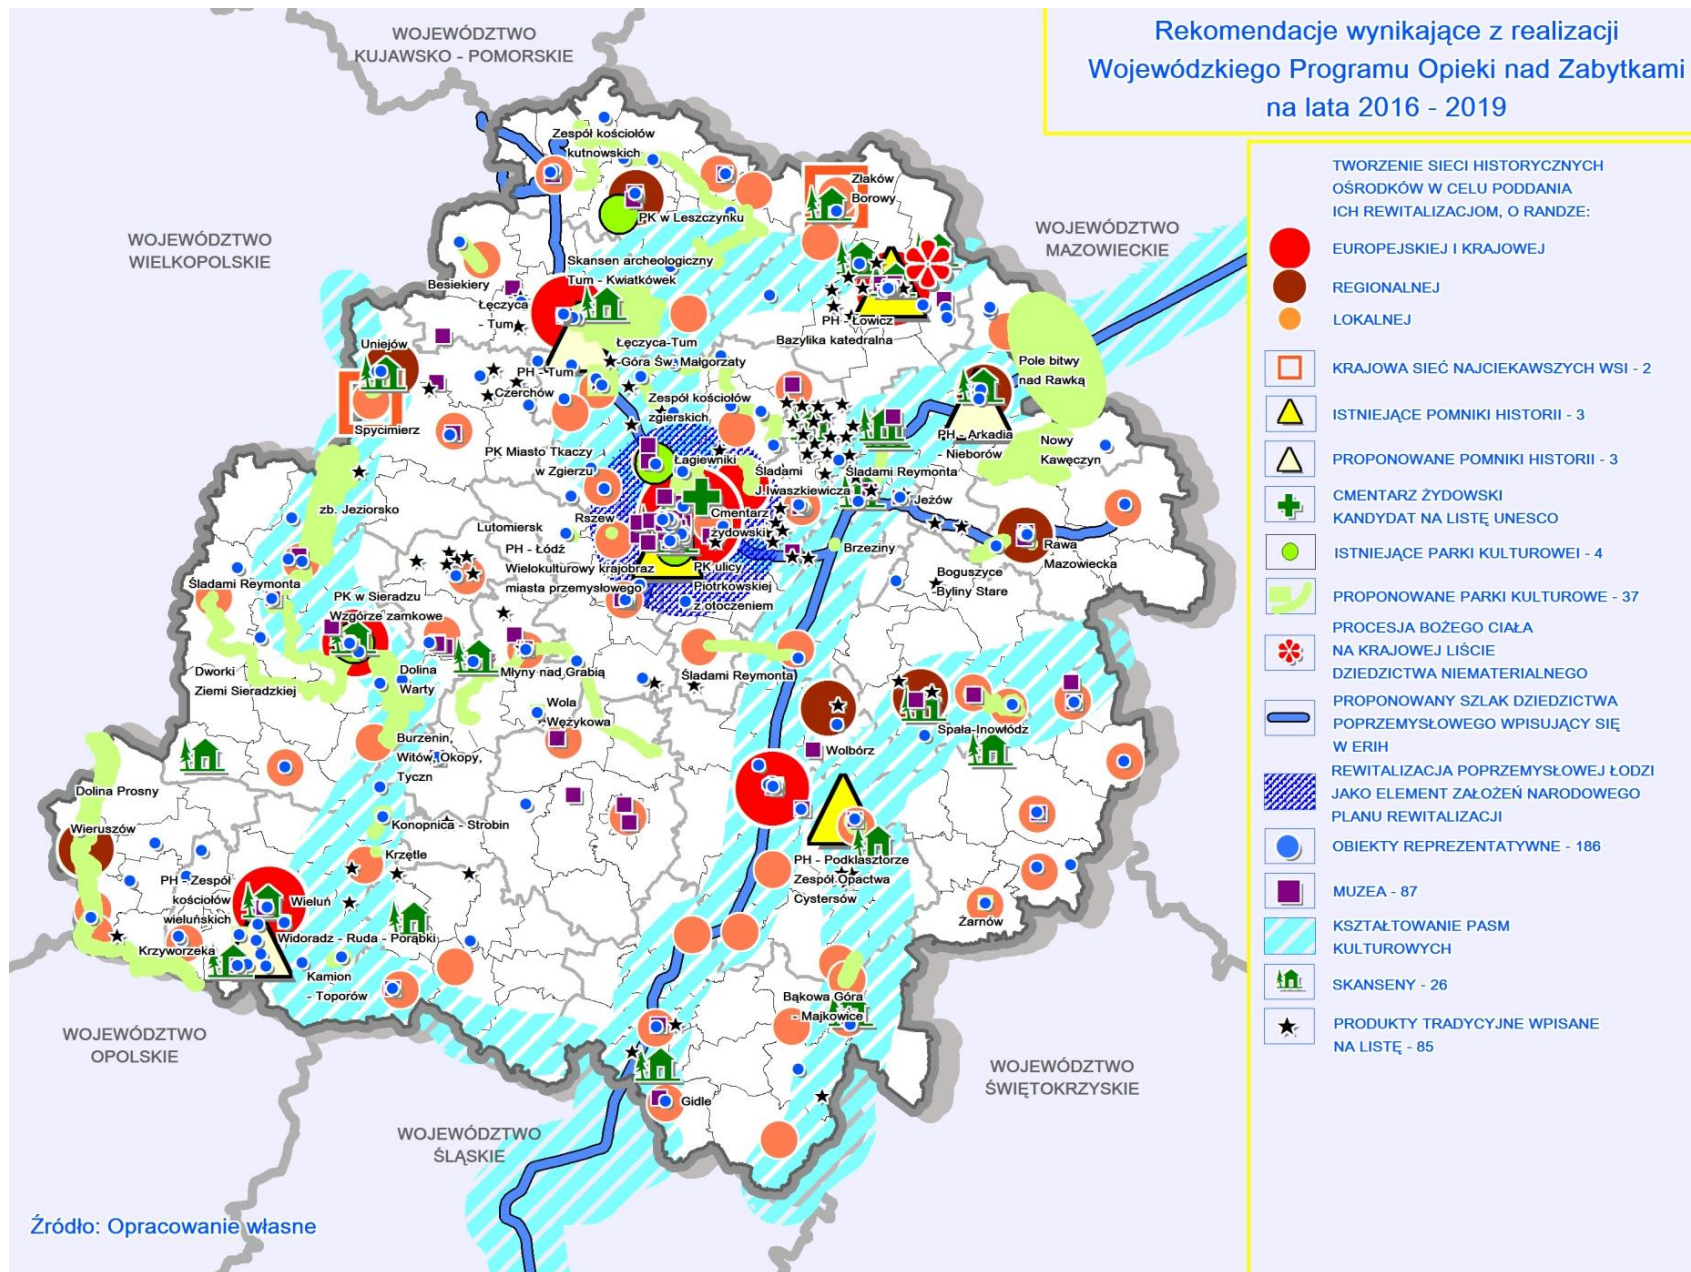 Rekomendacje wynikające z realizacji
Wojewódzkiego Programu Opieki nad Zabytkami
na lata 2016 - 2019
WOJEWÓDZTWO
KUJAWSKO - POMORSKIE
WOJEWÓDZTWO
WIELKOPOLSKIE
WOJEWÓDZTWO
MAZOWIECKIE
Zespół kościołów
kutnowskich
Złaków
Borowy
PK w Leszczynku
Skansen archeologiczny
Tum - Kwiatkówek
Besiekiery
Łęczyca
- Tum
PH - Łowicz
Bazylika katedralna
Łęczyca-Tum
-Góra Św. Małgorzaty
Uniejów
PH - Tum
Czerchów
Pole bitwy
nad Rawką
Zespół kościołów
zgierskich
Spycimierz
PH - Arkadia
- Nieborów
Nowy
Kawęczyn
PK Miasto Tkaczy
w Zgierzu
Łagiewniki
Śladami
J.Iwaszkiewicza
Śladami Reymonta
Jeżów
zb. Jeziorsko
Lutomiersk
Rszew
Cmentarz
żydowski
PH - Łódź
Wielokulturowy krajobraz
miasta przemysłowego
PK ulicy
Piotrkowskiej
z otoczeniem
Brzeziny
Rawa
Mazowiecka
Boguszyce
-Byliny Stare
Śladami Reymonta
PK w Sieradzu
Wzgórze zamkowe
Dworki
Ziemi Sieradzkiej
Dolina
Warty
Młyny nad Grabią
Śladami Reymonta
Wola
Wężykowa
Spała-Inowłódz
Wolbórz
Burzenin,
Witów, Okopy,
Tyczn
Dolina Prosny
Wieruszów
Konopnica - Strobin
Krzętle
PH - Podklasztorze
Zespół Opactwa
Cystersów
PH - Zespół
kościołów
wieluńskich
Wieluń
Żarnów
Widoradz - Ruda - Porąbki
Krzyworzeka
Kamion
- Toporów
Bąkowa Góra
- Majkowice
WOJEWÓDZTWO
OPOLSKIE
WOJEWÓDZTWO
ŚWIĘTOKRZYSKIE
Gidle
WOJEWÓDZTWO
ŚLĄSKIE
Źródło: Opracowanie własne
TWORZENIE SIECI HISTORYCZNYCH
OŚRODKÓW W CELU PODDANIA
ICH REWITALIZACJOM, O RANDZE:
EUROPEJSKIEJ I KRAJOWEJ
REGIONALNEJ
LOKALNEJ
KRAJOWA SIEĆ NAJCIEKAWSZYCH WSI - 2
ISTNIEJĄCE POMNIKI HISTORII - 3
PROPONOWANE POMNIKI HISTORII - 3
CMENTARZ ŻYDOWSKI
KANDYDAT NA LISTĘ UNESCO
ISTNIEJĄCE PARKI KULTUROWEI - 4
PROPONOWANE PARKI KULTUROWE - 37
PROCESJA BOŻEGO CIAŁA
NA KRAJOWEJ LIŚCIE
DZIEDZICTWA NIEMATERIALNEGO
PROPONOWANY SZLAK DZIEDZICTWA
POPRZEMYSŁOWEGO WPISUJĄCY SIĘ
W ERIH
REWITALIZACJA POPRZEMYSŁOWEJ ŁODZI
JAKO ELEMENT ZAŁOŻEŃ NARODOWEGO
PLANU REWITALIZACJI
OBIEKTY REPREZENTATYWNE - 186
MUZEA - 87
KSZTAŁTOWANIE PASM
KULTUROWYCH
SKANSENY - 26
PRODUKTY TRADYCYJNE WPISANE
NA LISTĘ - 85